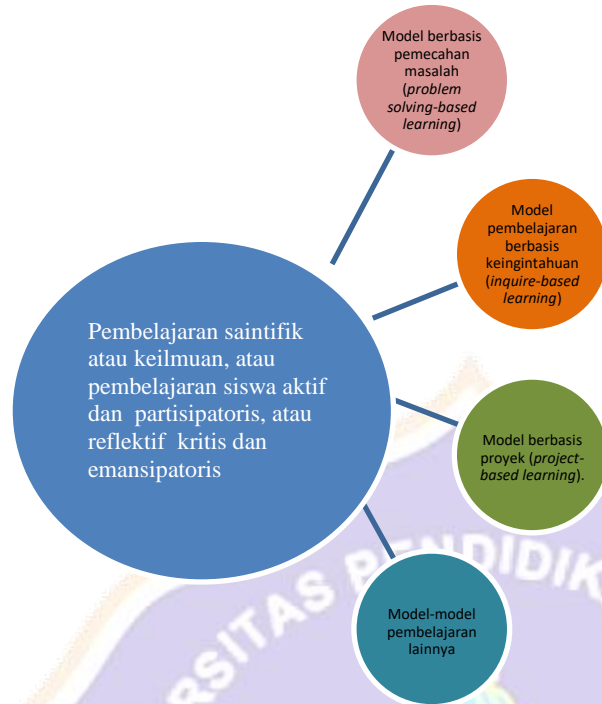 Model berbasis
pemecahan
masalah
(problem
solving-based
learning)
Model
pembelajaran
berbasis
keingintahuan
(inquire-based
learning)
Pembelajaran saintifik
atau keilmuan, atau
pembelajaran siswa aktif
dan partisipatoris, atau
reflektif kritis dan
emansipatoris
Model berbasis
proyek (project-
based learning).
Model-model
pembelajaran
lainnya